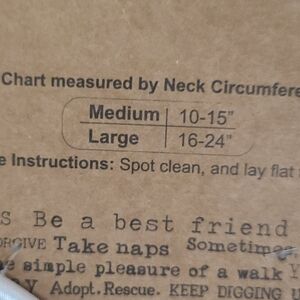 Chart measured by Neck Circumfere
Medium 10-15"
Large 16-24"
e Instructions: Spot clean, and lay flat
S Be a best friend
ORGIVE Take naps Sometimes,
e simple pleasure of a walk
Y Adopt. Rescue. KEEP DIGGING